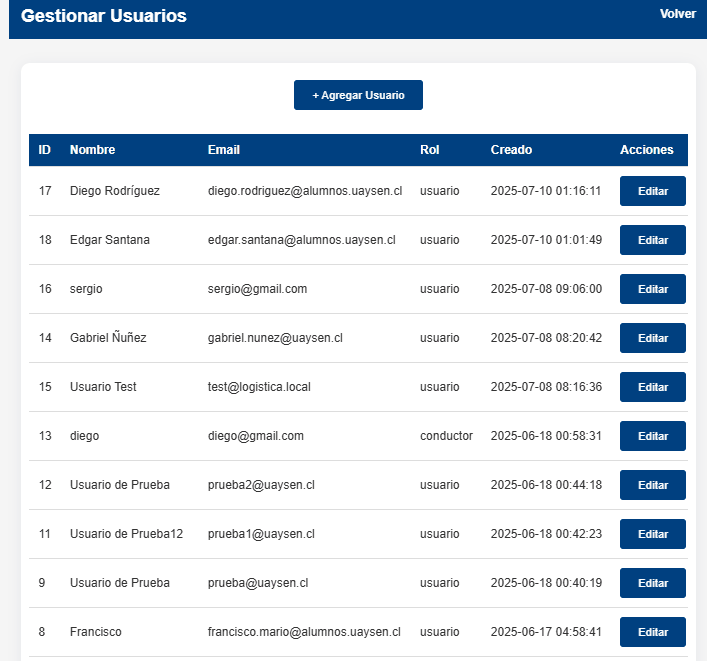 Gestionar Usuarios Volver
+ Agregar Usuario
ID Nombre Email Rol Creado Acciones
17 Diego Rodríguez diego.rodriguez@alumnos.uaysen.cl usuario 2025-07-10 01:16:11 Editar
18 Edgar Santana edgar.santana@alumnos.uaysen.cl usuario 2025-07-10 01:01:49 Editar
16 sergio sergio@gmail.com usuario 2025-07-08 09:06:00 Editar
14 Gabriel Ñuñez gabriel.nunez@uaysen.cl usuario 2025-07-08 08:20:42 Editar
15 Usuario Test test@logistica.local usuario 2025-07-08 08:16:36 Editar
13 diego diego@gmail.com conductor 2025-06-18 00:58:31 Editar
12 Usuario de Prueba prueba2@uaysen.cl usuario 2025-06-18 00:44:18 Editar
11 Usuario de Prueba12 prueba1@uaysen.cl usuario 2025-06-18 00:42:23 Editar
9 Usuario de Prueba prueba@uaysen.cl usuario 2025-06-18 00:40:19 Editar
8 Francisco francisco.mario@alumnos.uaysen.cl usuario 2025-06-17 04:58:41 Editar